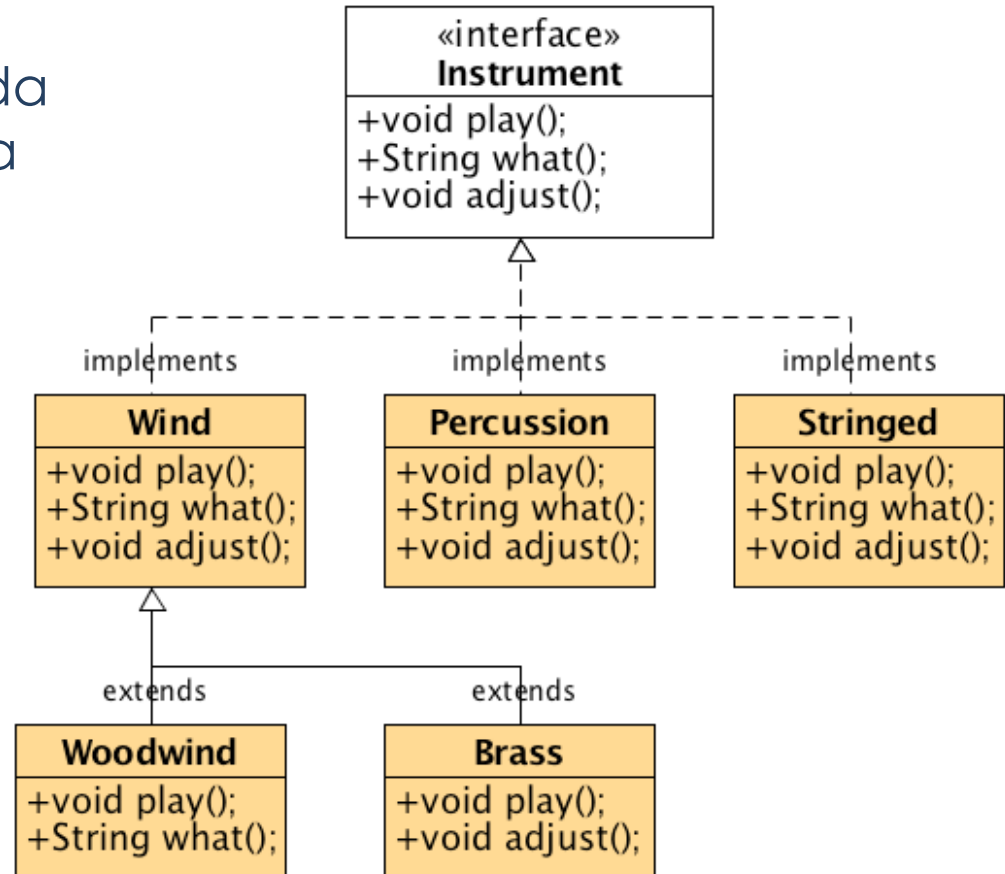 da
a
«interface»
Instrument
+void play();
+String what();
+void adjust();
implements
implements
implements
Wind
+void play();
+String what();
+void adjust();
Percussion
+void play();
+String what();
+void adjust();
Stringed
+void play();
+String what();
+void adjust();
extends
extends
Woodwind
+void play();
+String what();
Brass
+void play();
+void adjust();